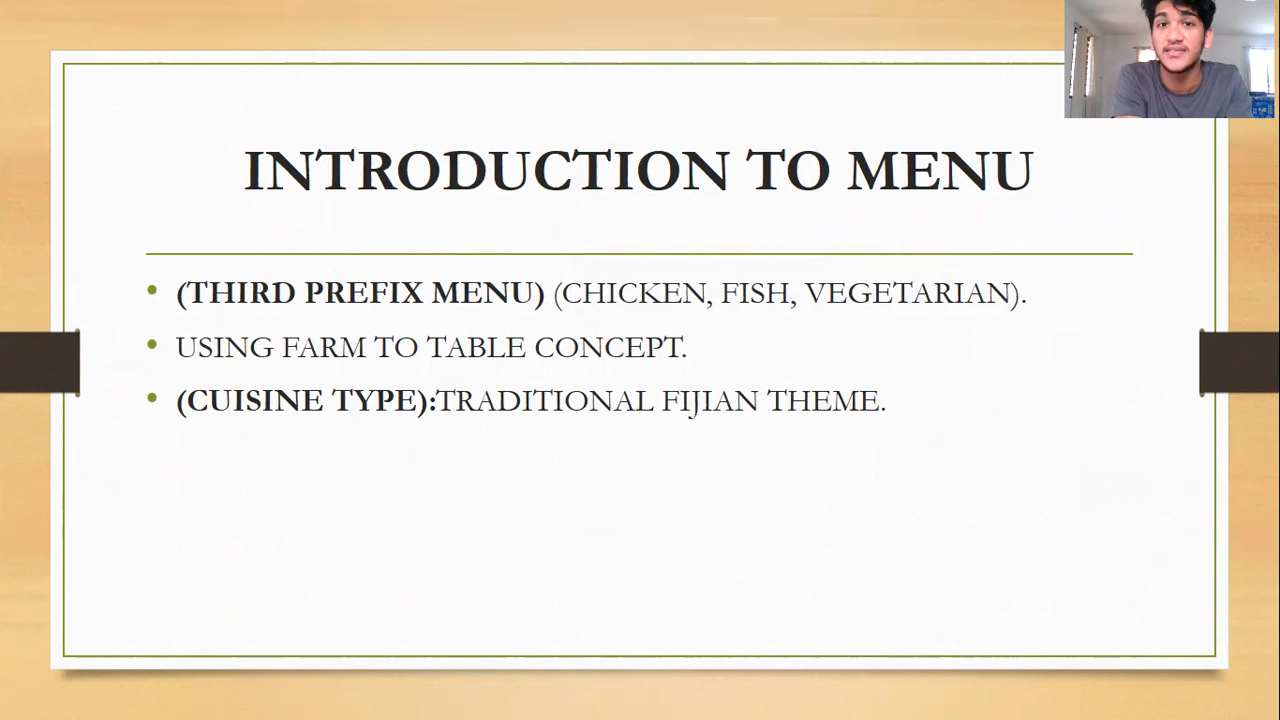 INTRODUCTION TO MENU
(THIRD PREFIX MENU) (CHICKEN, FISH, VEGETARIAN).
USING FARM TO TABLE CONCEPT.
(CUISINE TYPE):TRADITIONAL FIJIAN THEME.